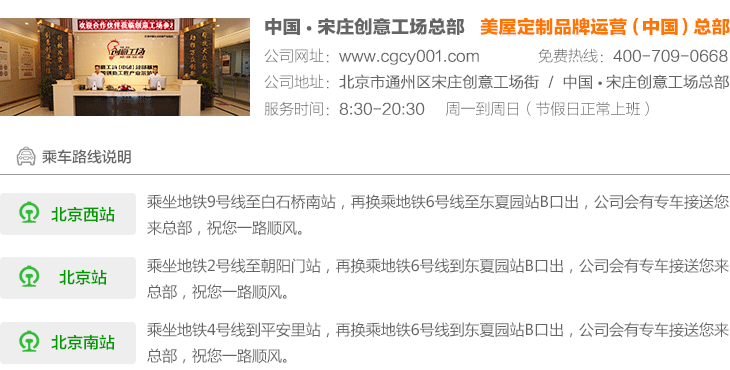 欢迎合作伙伴莅临创意工场参
创意工场
中国·宋庄创意工场总部 美屋定制品牌运营(中国)总部
公司网址：www.cgcy001.com 免费热线：400-709-0668
公司地址：北京市通州区宋庄创意工场街 / 中国·宋庄创意工场总部
服务时间：8:30-20:30 周一到周日（节假日正常上班）
乘车路线说明
北京西站
乘坐地铁9号线至白石桥南站，再换乘地铁6号线至东夏园站B口出，公司会有专车接送您
来总部，祝您一路顺风。
北京站
乘坐地铁2号线至朝阳门站，再换乘地铁6号线到东夏园站B口出，公司会有专车接送您来
总部，祝您一路顺风。
北京南站
乘坐地铁4号线到平安里站，再换乘地铁6号线到东夏园站B口出，公司会有专车接送您来
总部，祝您一路顺风。